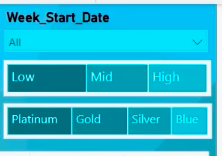 Week_Start_Date
All
Low Mid High
Platinum Gold Silver Blue